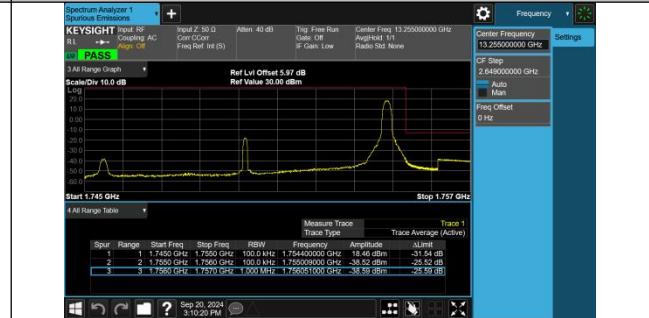 Spectrum Analyzer 1
Spurious Emissions
+
Frequency
KEYSIGHT Input: RF Input Z: 50 Ω Atten: 40 dB Trig: Free Run Center Freq: 13.255000000 GHz
RL Coupling: AC Corr CCorr Gate: Off Avg|Hold: 1/1
Align: Off Freq Ref: Int (S) IF Gain: Low Radio Std: None
PASS
Center Frequency
13.255000000 GHz
Settings
CF Step
2.649000000 GHz
Auto
Man
Freq Offset
0 Hz
3 All Range Graph
Ref Lvl Offset 5.97 dB
Scale/Div 10.0 dB Ref Value 30.00 dBm
Log
20.0
10.0
0.00
-10.0
-20.0
-30.0
-40.0
-50.0
-60.0
Start 1.745 GHz Stop 1.757 GHz
4 All Range Table
Measure Trace Trace 1
Trace Type Trace Average (Active)
Spur Range Start Freq Stop Freq RBW Frequency Amplitude ΔLimit
1 1 1.7450 GHz 1.7550 GHz 100.0 kHz 1.754400000 GHz 18.46 dBm -31.54 dB
2 2 1.7550 GHz 1.7560 GHz 100.0 kHz 1.755009000 GHz -38.52 dBm -25.52 dB
3 3 1.7560 GHz 1.7570 GHz 1.000 MHz 1.756051000 GHz -38.59 dBm -25.59 dB
Sep 20, 2024
3:10:20 PM